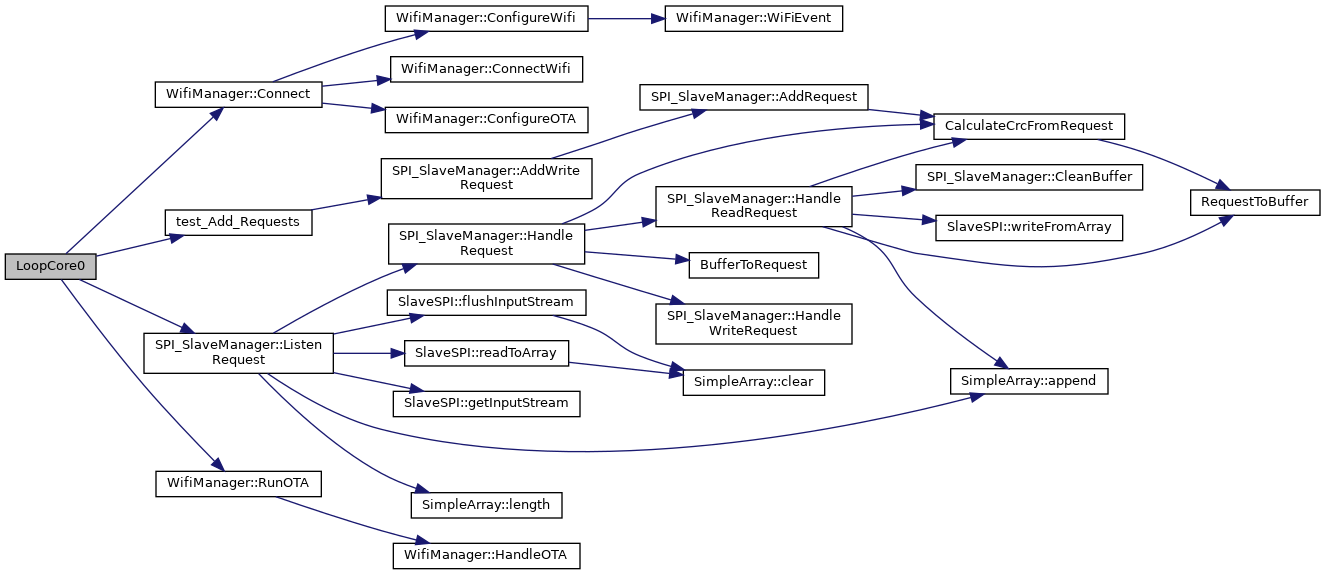 WifiManager::ConfigureWifi
WifiManager::WiFiEvent
WifiManager::ConnectWifi
WifiManager::Connect
WifiManager::ConfigureOTA
SPI_SlaveManager::AddRequest
CalculateCrcFromRequest
SPI_SlaveManager::AddWrite
Request
SPI_SlaveManager::CleanBuffer
SPI_SlaveManager::Handle
ReadRequest
RequestToBuffer
test_Add_Requests
SlaveSPI::writeFromArray
SPI_SlaveManager::Handle
Request
LoopCore0
BufferToRequest
SlaveSPI::flushInputStream
SPI_SlaveManager::Handle
WriteRequest
SPI_SlaveManager::Listen
Request
SlaveSPI::readToArray
SimpleArray::clear
SimpleArray::append
SlaveSPI::getInputStream
WifiManager::RunOTA
SimpleArray::length
WifiManager::HandleOTA